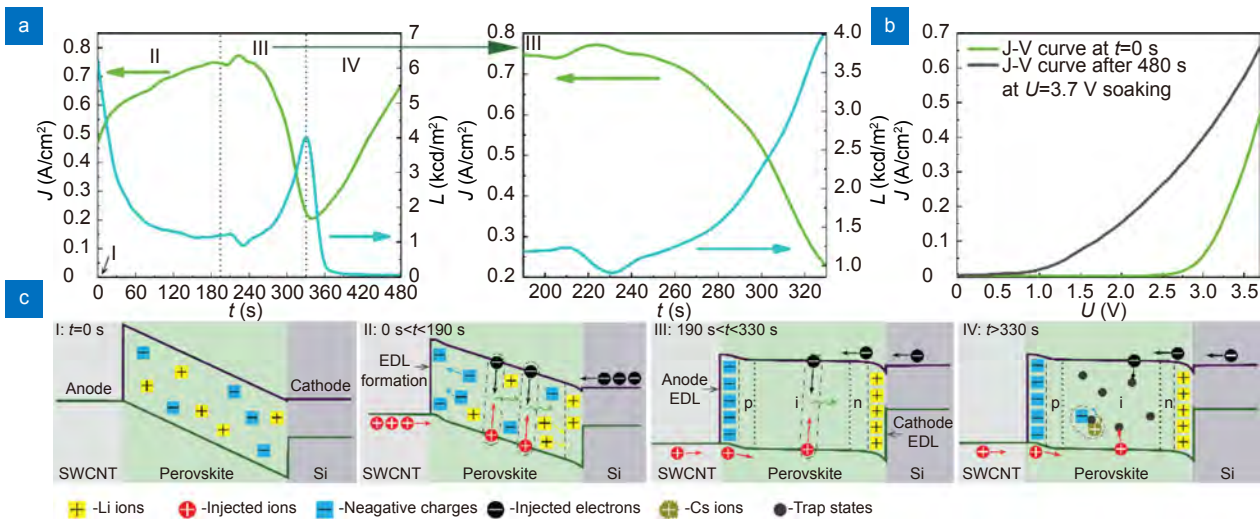 a
0.8
0.7
0.6
0.5
0.4
0.3
0.2
0.1
0
J (A/cm²)
I
II
III
IV
7
6
5
4
3
2
1
0
L (kcd/m²)
0 60 120 180 240 300 360 420 480
t (s)
III
0.8
0.7
0.6
0.5
0.4
0.3
0.2
J (A/cm²)
4.0
3.5
3.0
2.5
2.0
1.5
1.0
L (kcd/m²)
200 220 240 260 280 300 320
t (s)
b
0.7
0.6
0.5
0.4
0.3
0.2
0.1
0
J (A/cm²)
J-V curve at t=0 s
J-V curve after 480 s
at U=3.7 V soaking
0 0.5 1.0 1.5 2.0 2.5 3.0 3.5
U (V)
c
I: t=0 s
Anode
Cathode
SWCNT Perovskite Si
II: 0 s<t<190 s
EDL
formation
SWCNT Perovskite Si
III: 190 s<t<330 s
Anode
EDL
p i n
Cathode
EDL
SWCNT Perovskite Si
IV: t>330 s
p i n
SWCNT Perovskite Si
-Li ions -Injected ions -Neagative charges -Injected electrons -Cs ions -Trap states